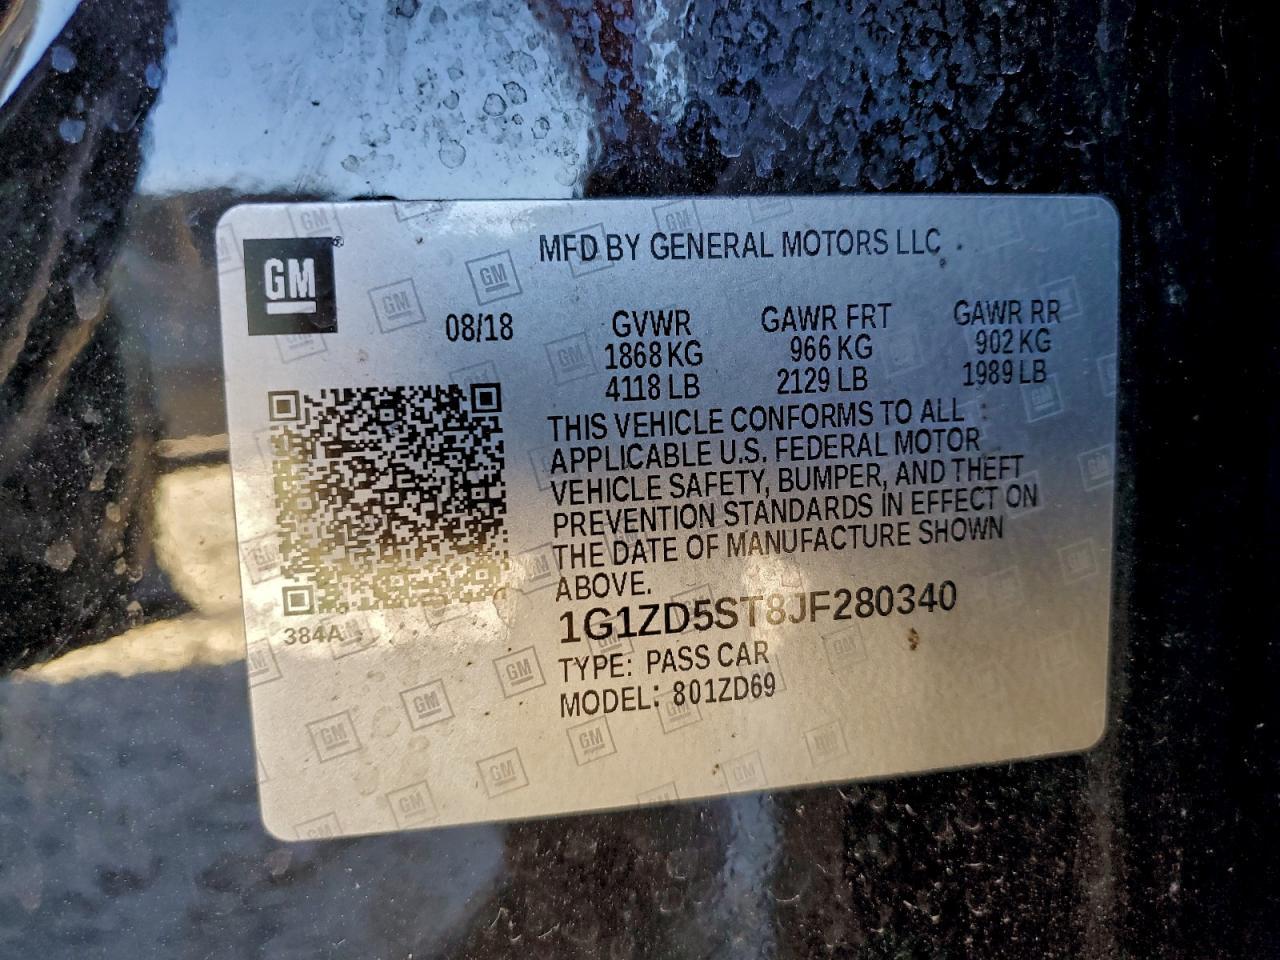 GM
MFD BY GENERAL MOTORS LLC
08/18 GVWR GAWR FRT GAWR RR
1868 KG 966 KG 902 KG
4118 LB 2129 LB 1989 LB
THIS VEHICLE CONFORMS TO ALL
APPLICABLE U.S. FEDERAL MOTOR
VEHICLE SAFETY, BUMPER, AND THEFT
PREVENTION STANDARDS IN EFFECT ON
THE DATE OF MANUFACTURE SHOWN
ABOVE.
384A
1G1ZD5ST8JF280340
TYPE: PASS CAR
MODEL: 801ZD69